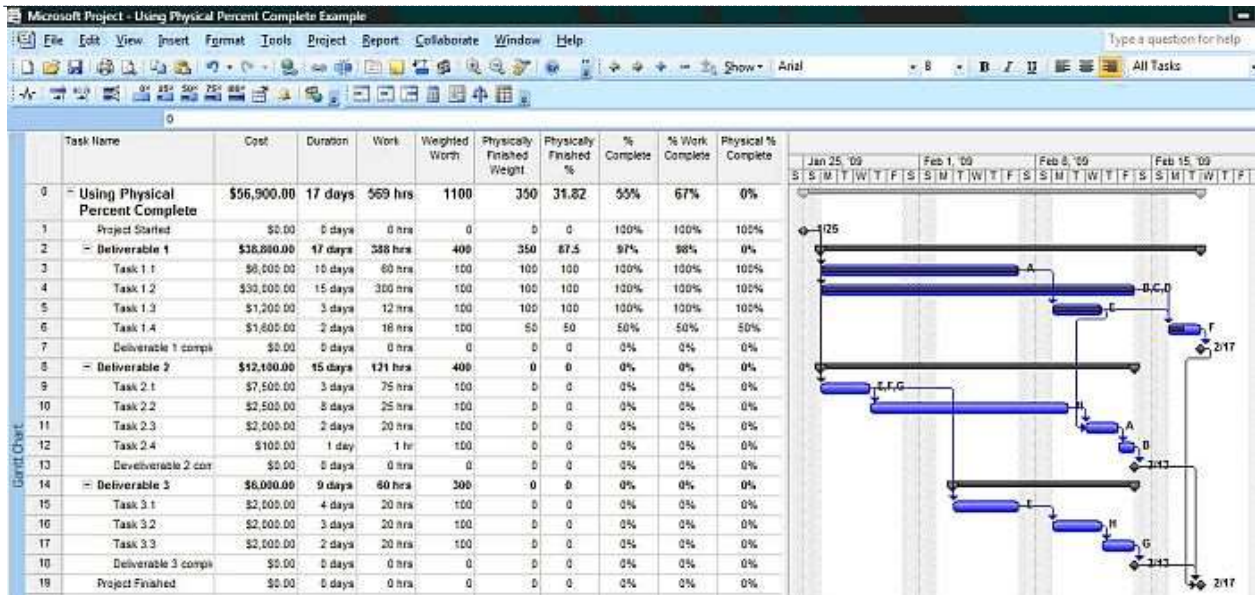 Microsoft Project - Using Physical Percent Complete Example
File Edit View Insert Format Tools Project Report Collaborate Window Help Type a question for help
Show Arial 8 B I U All Tasks
0% 25% 50% 75% 100%
0
Task Name Cost Duration Work Weighted Worth Physically Finished Weight Physically Finished % % Complete % Work Complete Physical % Complete
Jan 25, '09 Feb 1, '09 Feb 8, '09 Feb 15, '09
S S M T W T F S S M T W T F S S M T W T F S S M T W T F
0 Using Physical Percent Complete $56,900.00 17 days 569 hrs 1100 350 31.82 55% 67% 0%
1 Project Started $0.00 0 days 0 hrs 0 0 0 100% 100% 100% 1/25
2 Deliverable 1 $38,800.00 17 days 388 hrs 400 350 87.5 97% 98% 0%
3 Task 1.1 $6,000.00 10 days 60 hrs 100 100 100 100% 100% 100% A
4 Task 1.2 $30,000.00 15 days 300 hrs 100 100 100 100% 100% 100% B,C,D
5 Task 1.3 $1,200.00 3 days 12 hrs 100 100 100 100% 100% 100% E
6 Task 1.4 $1,600.00 2 days 16 hrs 100 50 50 50% 50% 50% F
7 Deliverable 1 compl $0.00 0 days 0 hrs 0 0 0 0% 0% 0% 2/17
8 Deliverable 2 $12,100.00 15 days 121 hrs 400 0 0 0% 0% 0%
9 Task 2.1 $7,500.00 3 days 75 hrs 100 0 0 0% 0% 0% E,F,G
10 Task 2.2 $2,500.00 8 days 25 hrs 100 0 0 0% 0% 0% H
11 Task 2.3 $2,000.00 2 days 20 hrs 100 0 0 0% 0% 0% A
12 Task 2.4 $100.00 1 day 1 hr 100 0 0 0% 0% 0% B
13 Develiverable 2 com $0.00 0 days 0 hrs 0 0 0 0% 0% 0% 2/13
14 Deliverable 3 $6,000.00 9 days 60 hrs 300 0 0 0% 0% 0%
15 Task 3.1 $2,000.00 4 days 20 hrs 100 0 0 0% 0% 0% E
16 Task 3.2 $2,000.00 3 days 20 hrs 100 0 0 0% 0% 0% H
17 Task 3.3 $2,000.00 2 days 20 hrs 100 0 0 0% 0% 0% G
18 Deliverable 3 compl $0.00 0 days 0 hrs 0 0 0 0% 0% 0% 2/13
19 Project Finished $0.00 0 days 0 hrs 0 0 0 0% 0% 0% 2/17
Gantt Chart